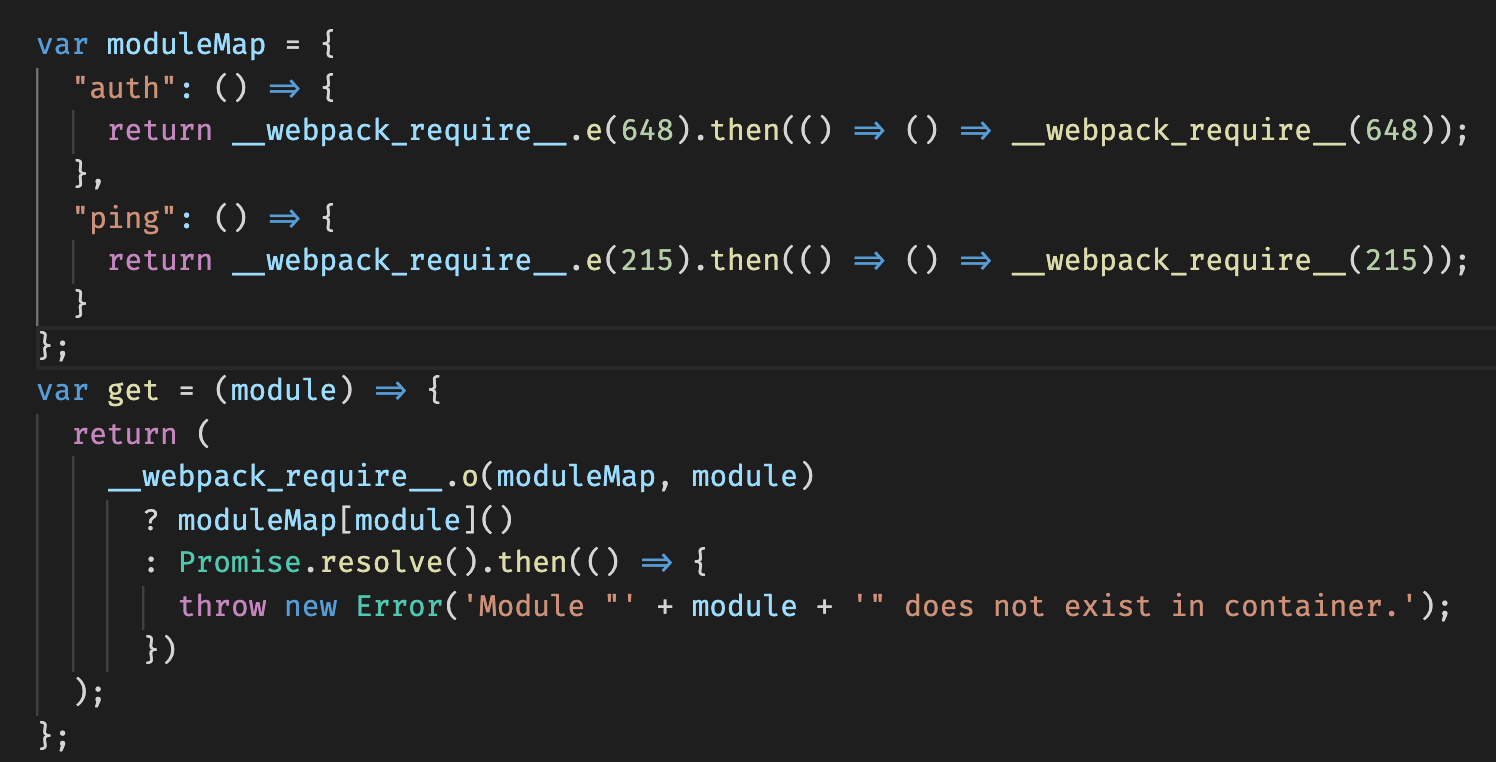 var moduleMap = {
  "auth": () => {
    return __webpack_require__.e(648).then(() => () => __webpack_require__(648));
  },
  "ping": () => {
    return __webpack_require__.e(215).then(() => () => __webpack_require__(215));
  }
};
var get = (module) => {
  return (
    __webpack_require__.o(moduleMap, module)
      ? moduleMap[module]()
      : Promise.resolve().then(() => {
        throw new Error('Module "' + module + '" does not exist in container.');
      })
  );
};